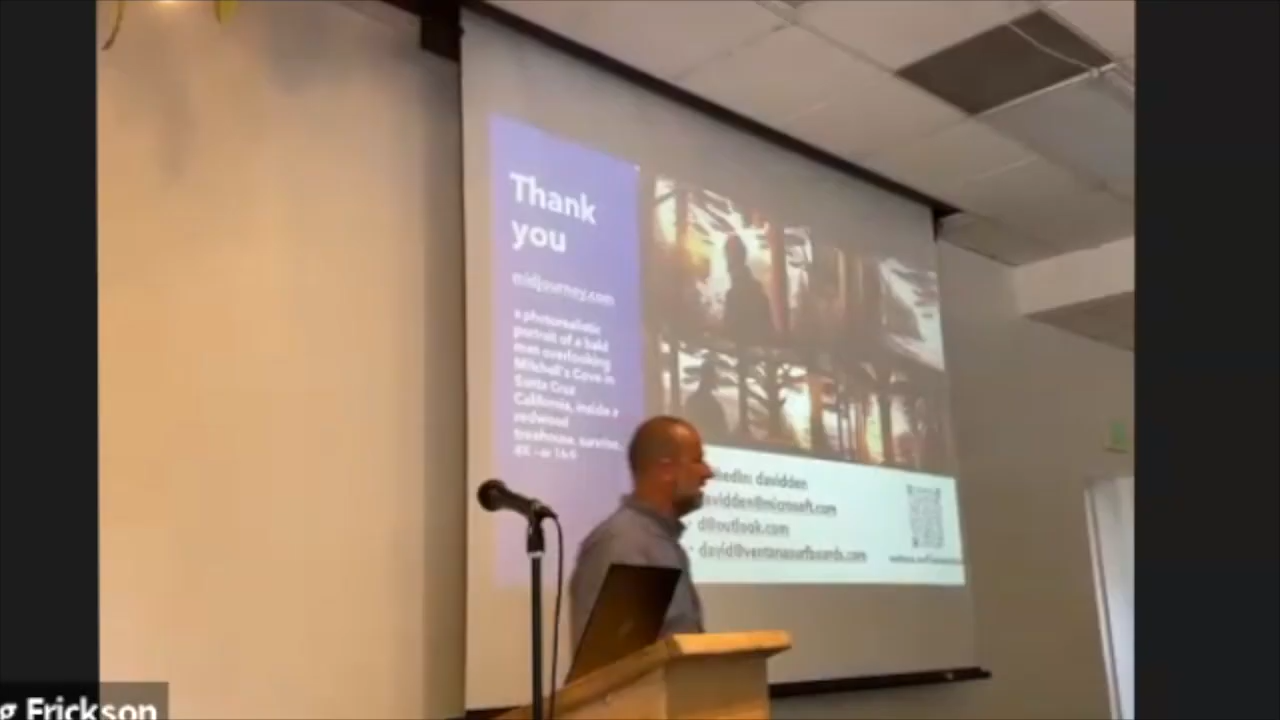 Thank
you
midjourney.com
a photorealistic
portrait of a bald
man overlooking
Mitchell's Cove in
Santa Cruz
California, inside a
redwood
treehouse, sunrise,
davidden
davidden@microsoft.com
d@outlook.com
david@ventanasurfboards.com
g Erickson